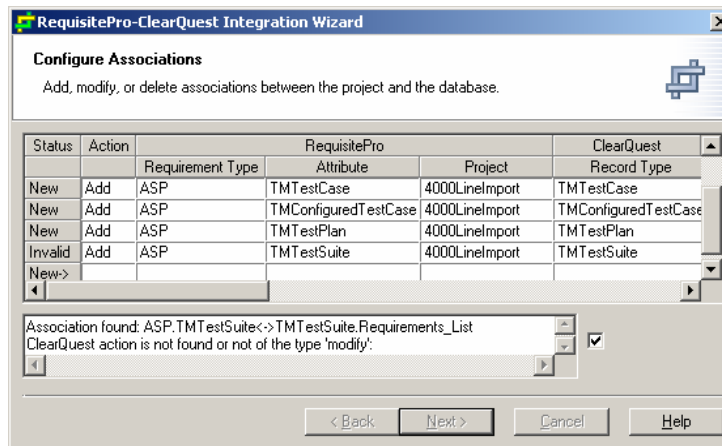 RequisitePro-ClearQuest Integration Wizard
Configure Associations
Add, modify, or delete associations between the project and the database.
Status Action RequisitePro ClearQuest
Requirement Type Attribute Project Record Type
New Add ASP TMTestCase 4000LineImport TMTestCase
New Add ASP TMConfiguredTestCase 4000LineImport TMConfiguredTestCase
New Add ASP TMTestPlan 4000LineImport TMTestPlan
Invalid Add ASP TMTestSuite 4000LineImport TMTestSuite
New->
Association found: ASP.TMTestSuite<->TMTestSuite.Requirements_List
ClearQuest action is not found or not of the type 'modify':
< Back Next > Cancel Help